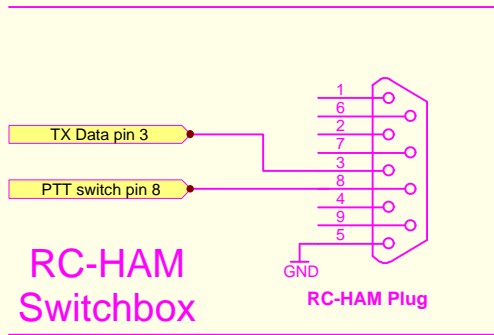 1
6
2
TX Data pin 3
7
3
PTT switch pin 8
8
4
9
5
GND
RC-HAM
Switchbox
RC-HAM Plug